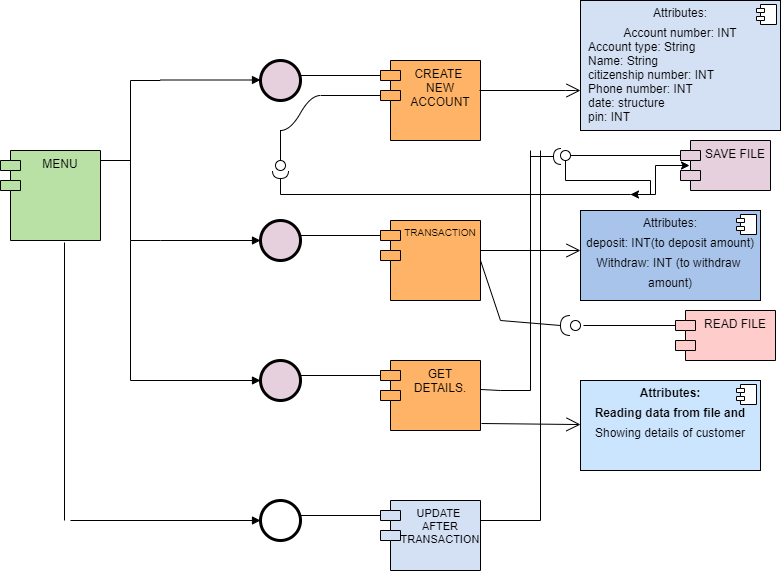 Attributes:
Account number: INT
Account type: String
Name: String
citizenship number: INT
Phone number: INT
date: structure
pin: INT
CREATE
NEW
ACCOUNT
MENU
SAVE FILE
TRANSACTION
Attributes:
deposit: INT(to deposit amount)
Withdraw: INT (to withdraw
amount)
READ FILE
GET
DETAILS.
Attributes:
Reading data from file and
Showing details of customer
UPDATE
AFTER
TRANSACTION